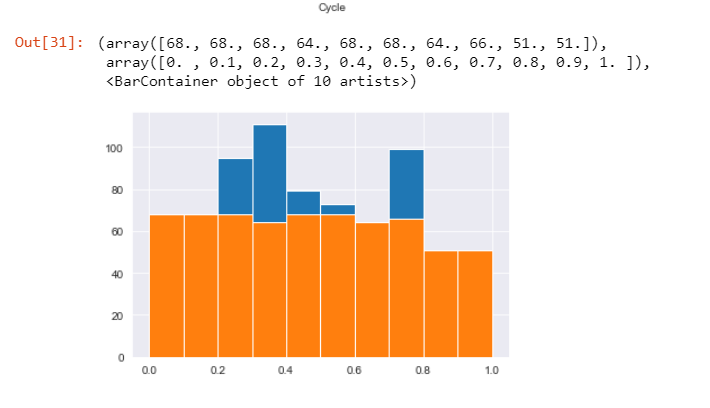 Cycle
Out[31]: (array([68., 68., 68., 64., 68., 68., 64., 66., 51., 51.]),
array([0. , 0.1, 0.2, 0.3, 0.4, 0.5, 0.6, 0.7, 0.8, 0.9, 1. ]),
<BarContainer object of 10 artists>)
100
80
60
40
20
0
0.0 0.2 0.4 0.6 0.8 1.0